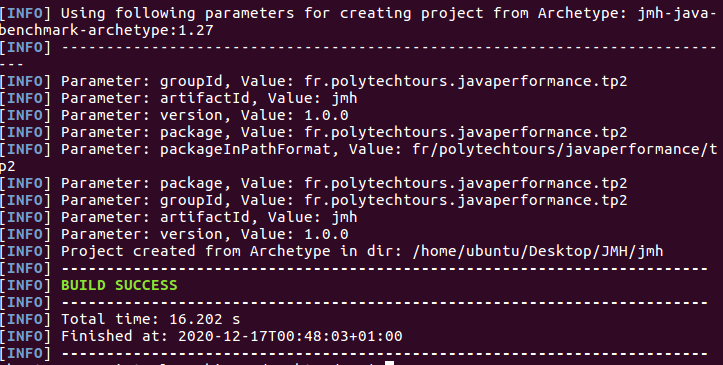 [INFO] Using following parameters for creating project from Archetype: jmh-java-
benchmark-archetype:1.27
[INFO] -------------------------------------------------------------------------
---
[INFO] Parameter: groupId, Value: fr.polytechtours.javaperformance.tp2
[INFO] Parameter: artifactId, Value: jmh
[INFO] Parameter: version, Value: 1.0.0
[INFO] Parameter: package, Value: fr.polytechtours.javaperformance.tp2
[INFO] Parameter: packageInPathFormat, Value: fr/polytechtours/javaperformance/t
p2
[INFO] Parameter: package, Value: fr.polytechtours.javaperformance.tp2
[INFO] Parameter: groupId, Value: fr.polytechtours.javaperformance.tp2
[INFO] Parameter: artifactId, Value: jmh
[INFO] Parameter: version, Value: 1.0.0
[INFO] Project created from Archetype in dir: /home/ubuntu/Desktop/JMH/jmh
[INFO] ------------------------------------------------------------------------
[INFO] BUILD SUCCESS
[INFO] ------------------------------------------------------------------------
[INFO] Total time: 16.202 s
[INFO] Finished at: 2020-12-17T00:48:03+01:00
[INFO] ------------------------------------------------------------------------